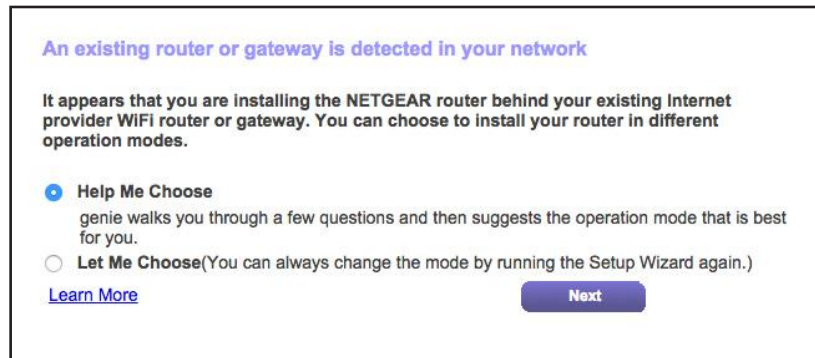 An existing router or gateway is detected in your network
It appears that you are installing the NETGEAR router behind your existing Internet
provider WiFi router or gateway. You can choose to install your router in different
operation modes.
Help Me Choose
genie walks you through a few questions and then suggests the operation mode that is best
for you.
Let Me Choose(You can always change the mode by running the Setup Wizard again.)
Learn More
Next